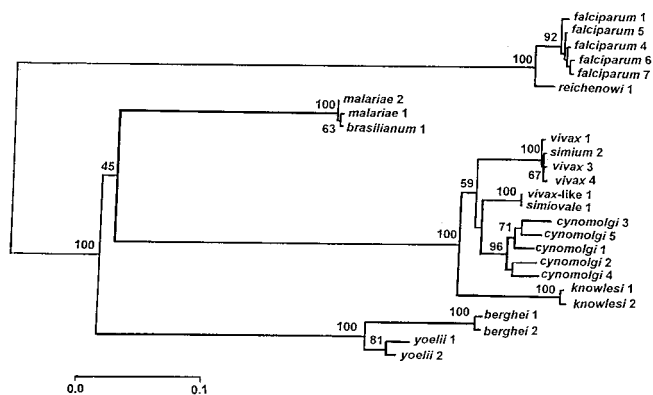 falciparum 1
92
falciparum 5
falciparum 4
falciparum 6
100
falciparum 7
reichenowi 1
100
malariae 2
malariae 1
63
brasilianum 1
vivax 1
100
simium 2
vivax 3
67
vivax 4
45
59
100
vivax-like 1
simiovale 1
71
cynomolgi 3
cynomolgi 5
100
96
cynomolgi 1
100
cynomolgi 2
cynomolgi 4
100
knowlesi 1
knowlesi 2
100
100
berghei 1
berghei 2
81
yoelii 1
yoelii 2
0.0
0.1